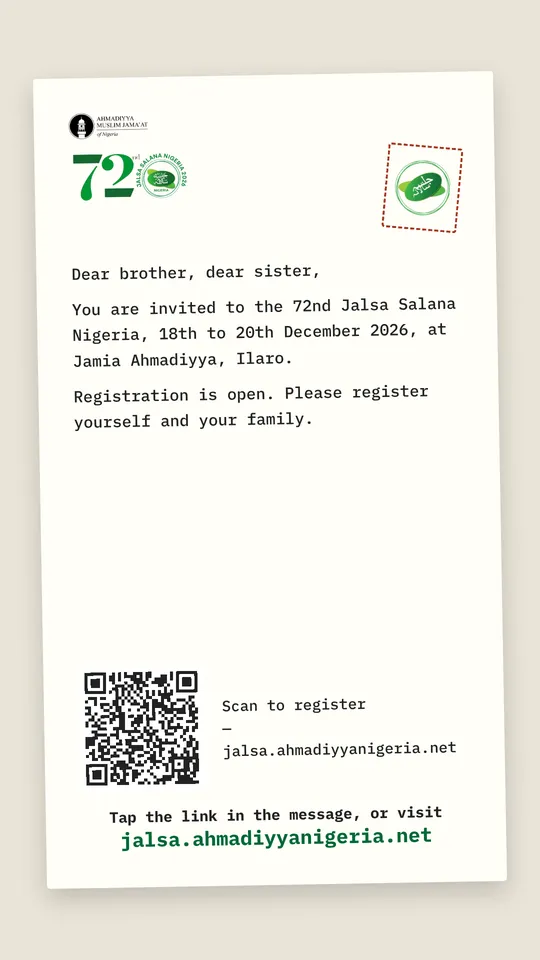 AHMADIYYA
MUSLIM JAMA'AT
of Nigeria
72nd
JALSA SALANA NIGERIA 2026
NIGERIA
Dear brother, dear sister,
You are invited to the 72nd Jalsa Salana
Nigeria, 18th to 20th December 2026, at
Jamia Ahmadiyya, Ilaro.
Registration is open. Please register
yourself and your family.
Scan to register
—
jalsa.ahmadiyyanigeria.net
Tap the link in the message, or visit
jalsa.ahmadiyyanigeria.net